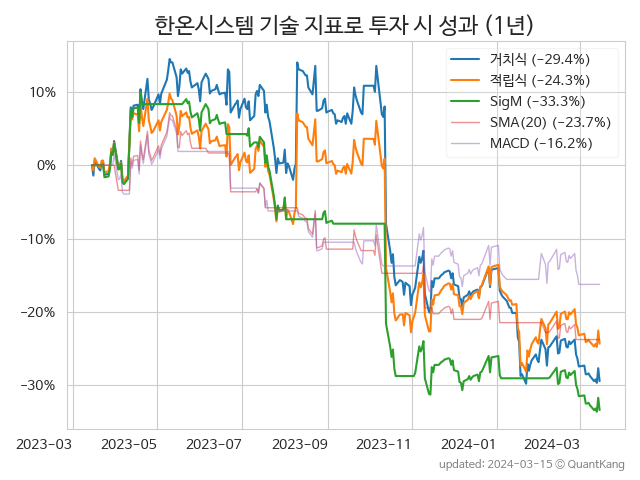 한온시스템 기술 지표로 투자 시 성과 (1년)
거치식 (−29.4%)
적립식 (−24.3%)
SigM (−33.3%)
SMA(20) (−23.7%)
MACD (−16.2%)
10%
0%
−10%
−20%
−30%
2023-03 2023-05 2023-07 2023-09 2023-11 2024-01 2024-03
updated: 2024-03-15 © QuantKang